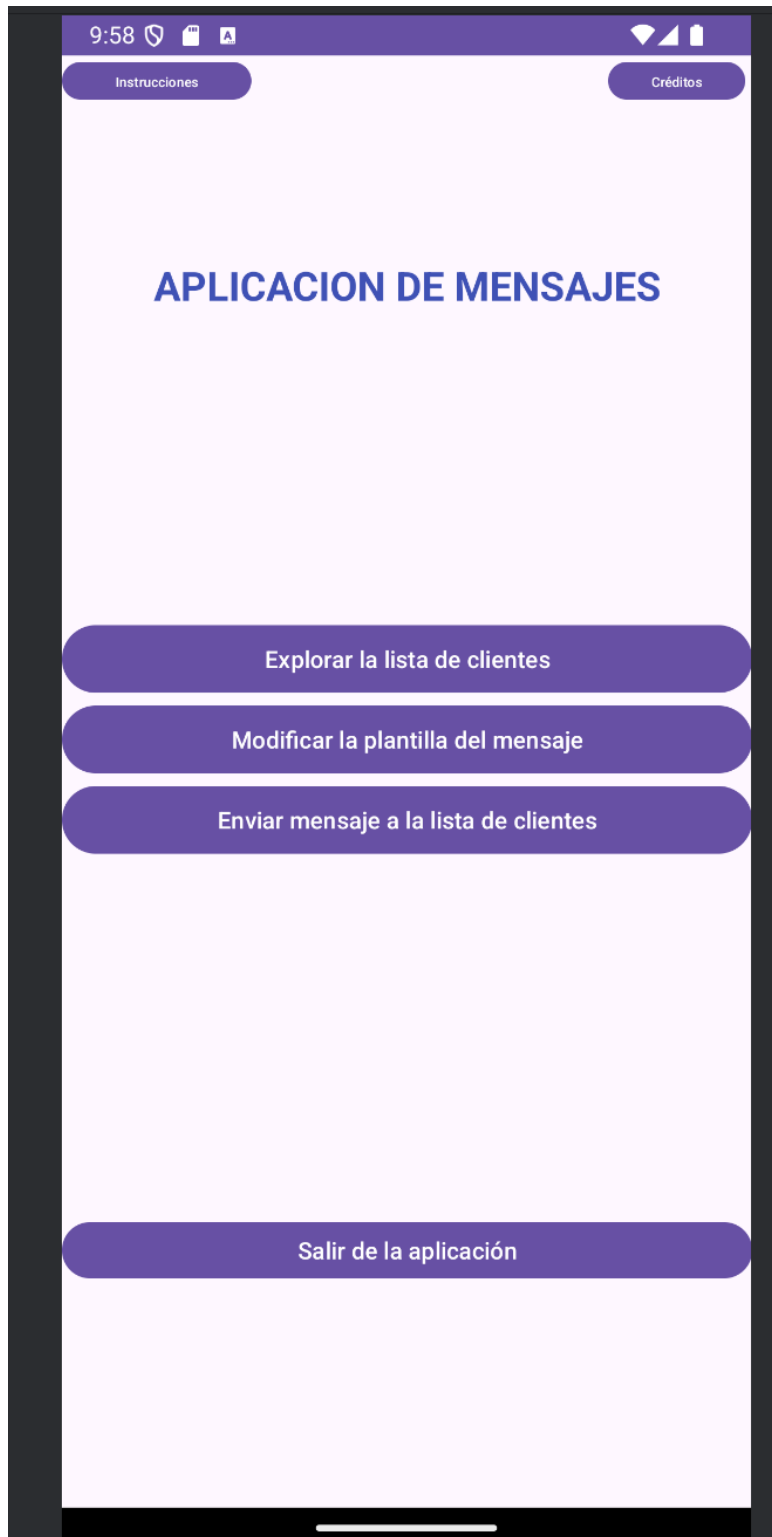 9:58
Instrucciones
Créditos
APLICACION DE MENSAJES
Explorar la lista de clientes
Modificar la plantilla del mensaje
Enviar mensaje a la lista de clientes
Salir de la aplicación